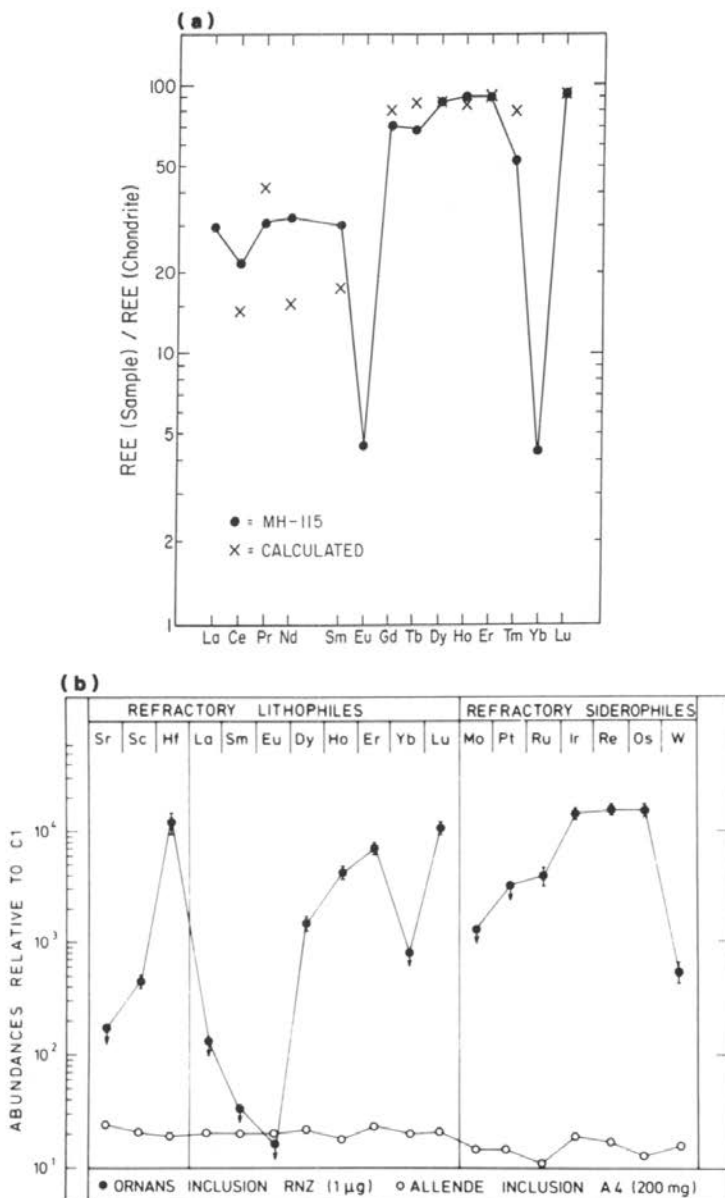 (a)
100
50
20
10
5
2
1
REE (Sample) / REE (Chondrite)
● = MH-115
× = CALCULATED
La Ce Pr Nd Sm Eu Gd Tb Dy Ho Er Tm Yb Lu
(b)
REFRACTORY LITHOPHILES REFRACTORY SIDEROPHILES
Sr Sc Hf La Sm Eu Dy Ho Er Yb Lu Mo Pt Ru Ir Re Os W
10⁴
10³
10²
10¹
ABUNDANCES RELATIVE TO C1
● ORNANS INCLUSION RNZ (1 µg) ○ ALLENDE INCLUSION A4 (200 mg)